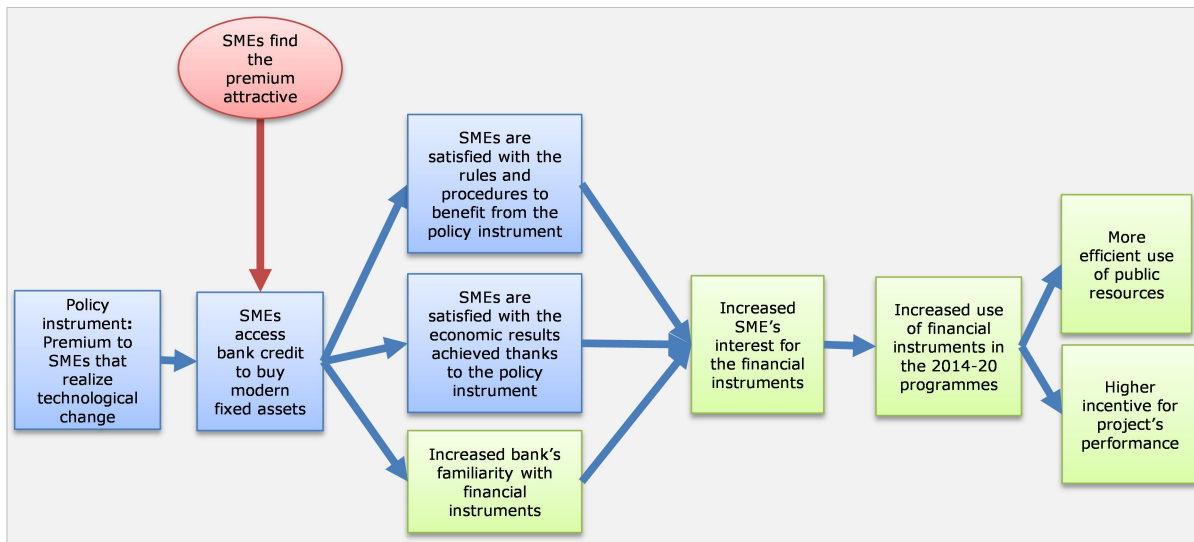 SMEs find
the
premium
attractive
Policy
instrument:
Premium to
SMEs that
realize
technological
change
SMEs
access
bank credit
to buy
modern
fixed assets
SMEs are
satisfied with the
rules and
procedures to
benefit from the
policy instrument
SMEs are
satisfied with the
economic results
achieved thanks
to the policy
instrument
Increased bank’s
familiarity with
financial
instruments
Increased
SME’s
interest for
the financial
instruments
Increased use
of financial
instruments in
the 2014-20
programmes
More
efficient use
of public
resources
Higher
incentive for
project’s
performance